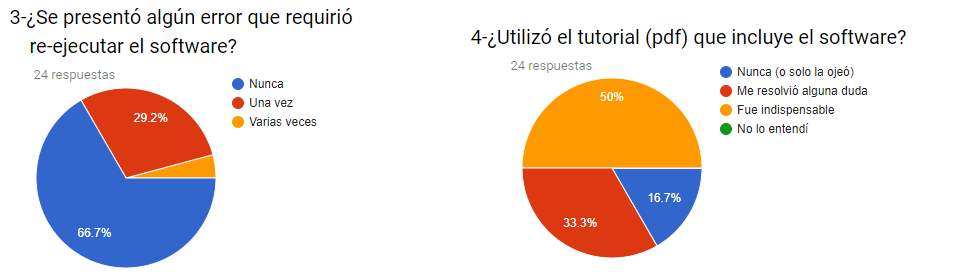 3-¿Se presentó algún error que requirió
re-ejecutar el software?
24 respuestas
Nunca
Una vez
Varias veces
29.2%
66.7%
4-¿Utilizó el tutorial (pdf) que incluye el software?
24 respuestas
Nunca (o solo la ojeó)
Me resolvió alguna duda
Fue indispensable
No lo entendí
50%
16.7%
33.3%